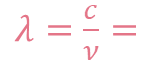 λ = c/ν =